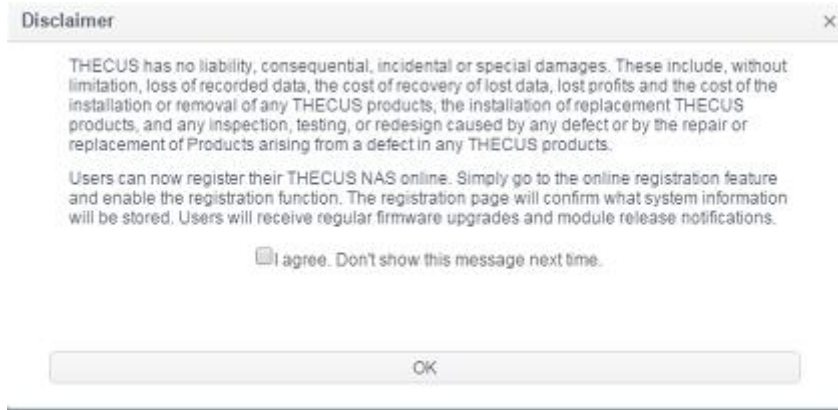 Disclaimer
THECUS has no liability, consequential, incidental or special damages. These include, without
limitation, loss of recorded data, the cost of recovery of lost data, lost profits and the cost of the
installation or removal of any THECUS products, the installation of replacement THECUS
products, and any inspection, testing, or redesign caused by any defect or by the repair or
replacement of Products arising from a defect in any THECUS products.
Users can now register their THECUS NAS online. Simply go to the online registration feature
and enable the registration function. The registration page will confirm what system information
will be stored. Users will receive regular firmware upgrades and module release notifications.
I agree. Don't show this message next time.
OK